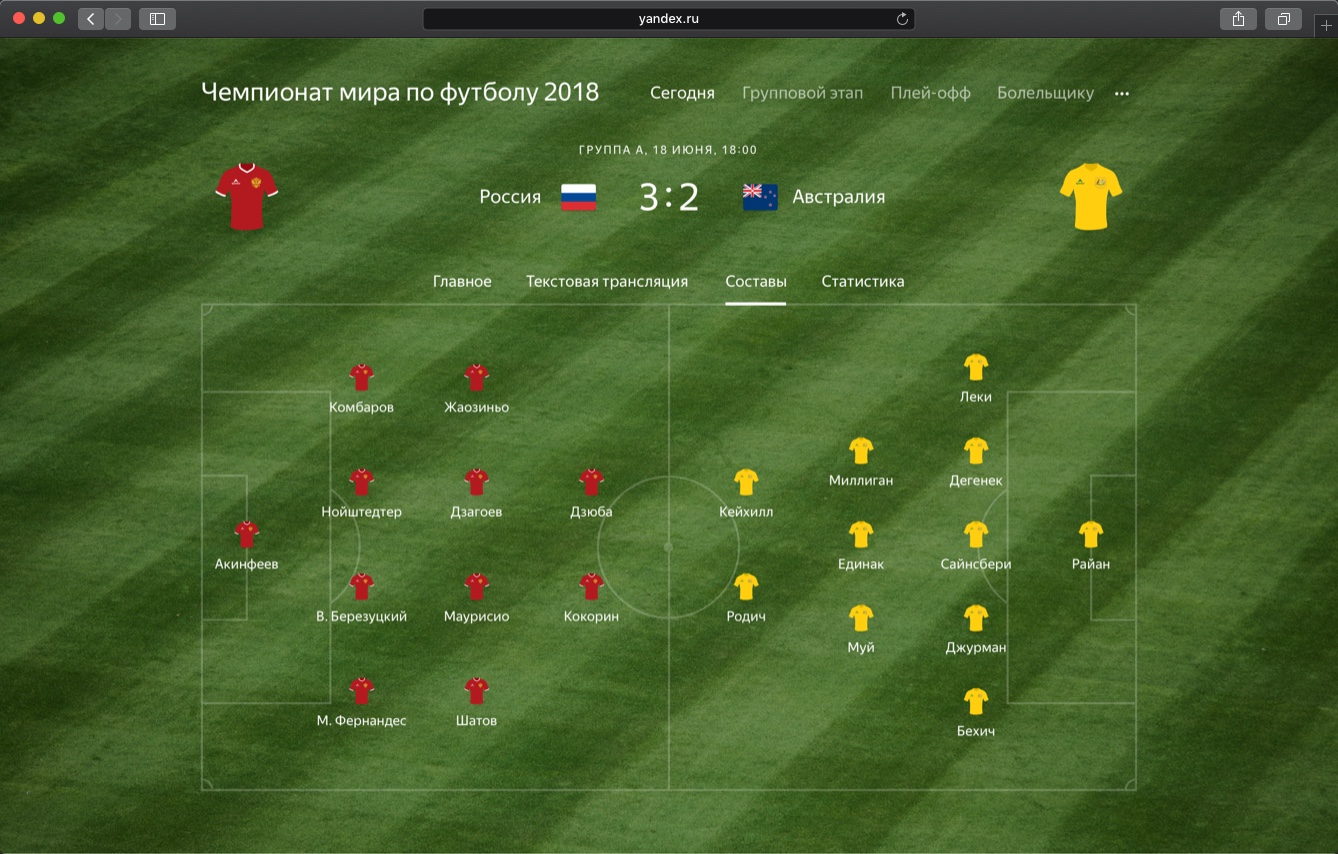 yandex.ru
Чемпионат мира по футболу 2018
Сегодня Групповой этап Плей-офф Болельщику
ГРУППА А, 18 ИЮНЯ, 18:00
Россия 3:2 Австралия
Главное Текстовая трансляция Составы Статистика
Леки
Комбаров Жаозиньо
Миллиган Дегенек
Нойштедтер Дзагоев Дзюба Кейхилл
Акинфеев Единак Сайнсбери Райан
В. Березуцкий Маурисио Кокорин Родич
Муй Джурман
М. Фернандес Шатов
Бехич